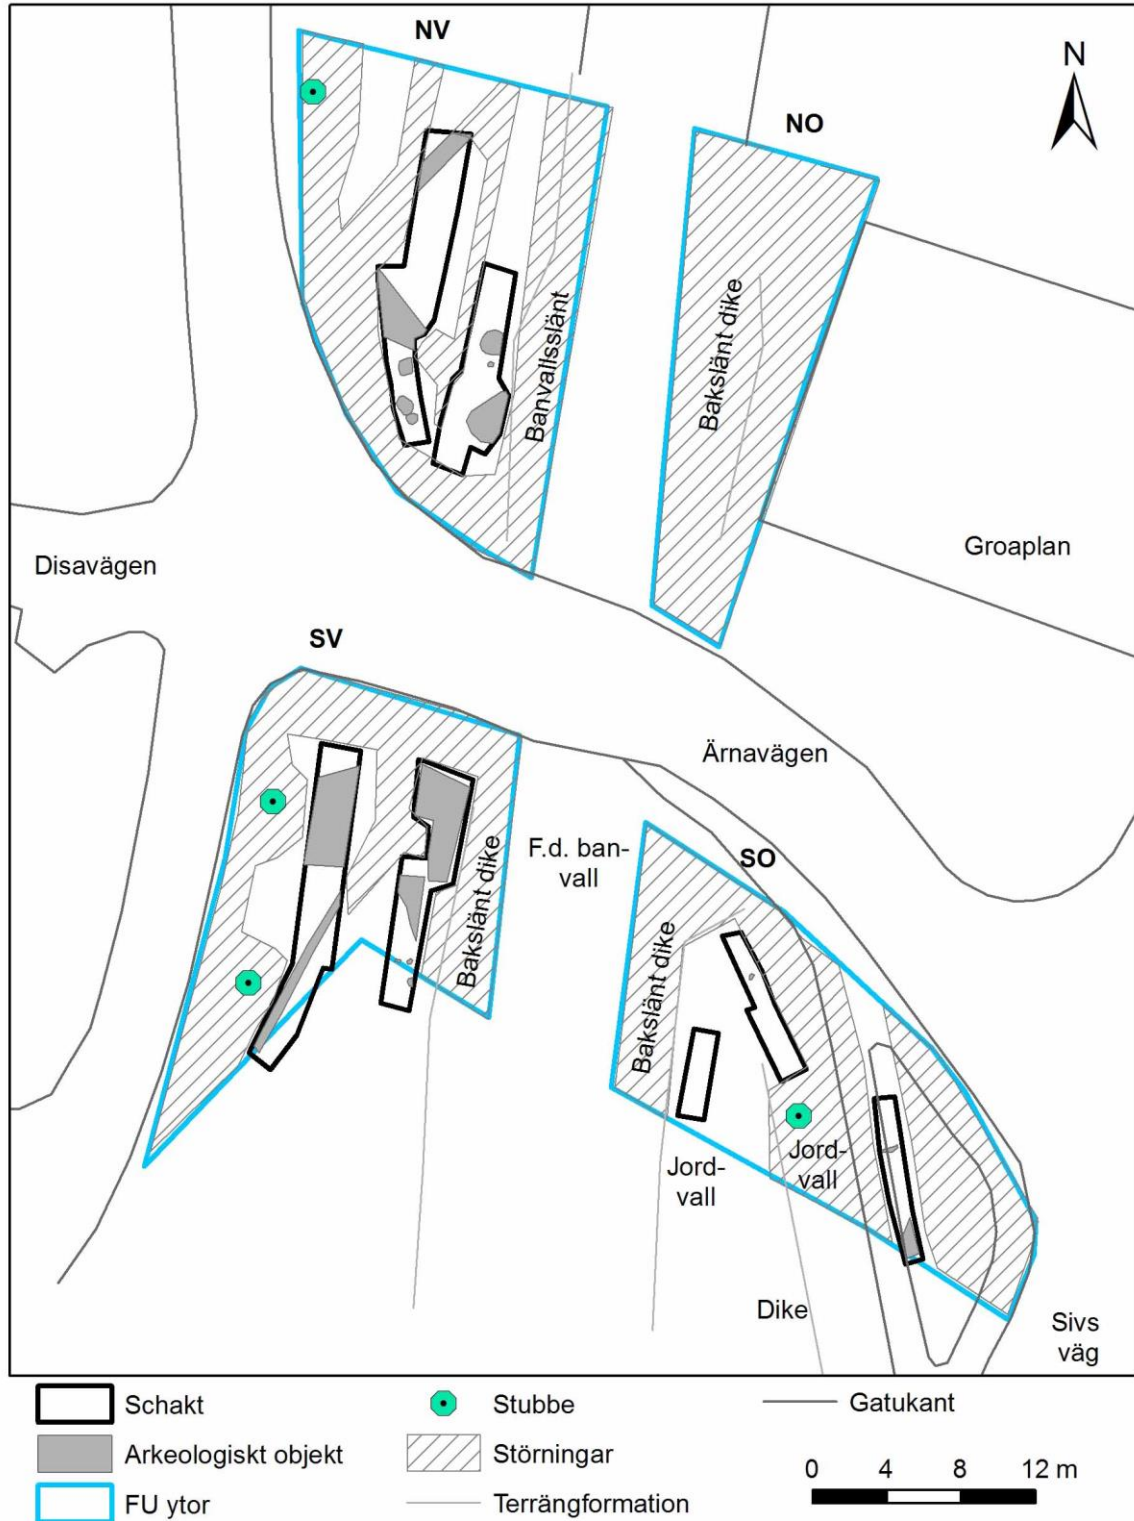 NV
N
NO
Banvallsslänt
Bakslänt dike
Disavägen
Groaplan
SV
Ärnavägen
F.d. ban-
vall
SO
Bakslänt dike
Bakslänt dike
Jord-
vall
Jord-
vall
Dike
Sivs
väg
Schakt
Stubbe
Gatukant
Arkeologiskt objekt
Störningar
0 4 8 12 m
FU ytor
Terrängformation